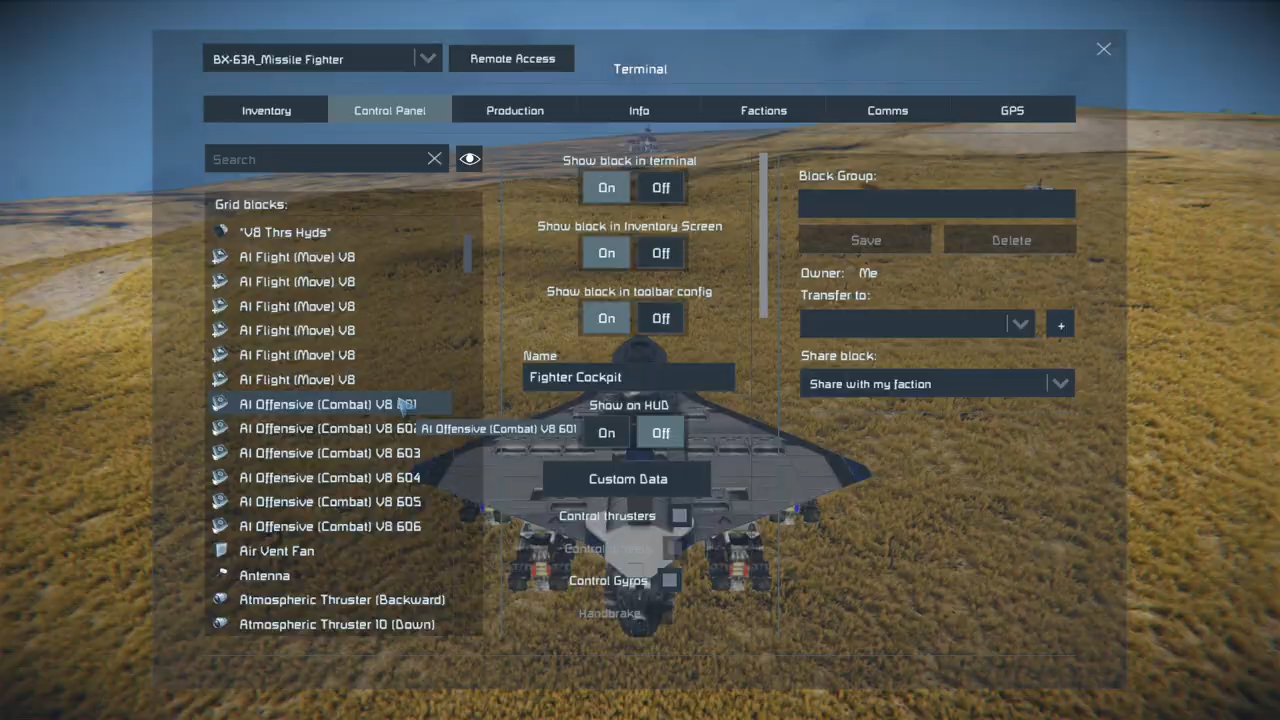 BX-63A_Missile Fighter
Remote Access
Terminal
Inventory
Control Panel
Production
Info
Factions
Comms
GPS
Search
Grid blocks:
"V8 Thrs Hyds"
AI Flight (Move) V8
AI Flight (Move) V8
AI Flight (Move) V8
AI Flight (Move) V8
AI Flight (Move) V8
AI Flight (Move) V8
AI Offensive (Combat) V8 601
AI Offensive (Combat) V8 602
AI Offensive (Combat) V8 601
AI Offensive (Combat) V8 603
AI Offensive (Combat) V8 604
AI Offensive (Combat) V8 605
AI Offensive (Combat) V8 606
Air Vent Fan
Antenna
Atmospheric Thruster (Backward)
Atmospheric Thruster 10 (Down)
Show block in terminal
On Off
Show block in Inventory Screen
On Off
Show block in toolbar config
On Off
Name
Fighter Cockpit
Show on HUD
On Off
Custom Data
Control thrusters
Control wheels
Control Gyros
Handbrake
Block Group:
Save
Delete
Owner: Me
Transfer to:
+
Share block:
Share with my faction